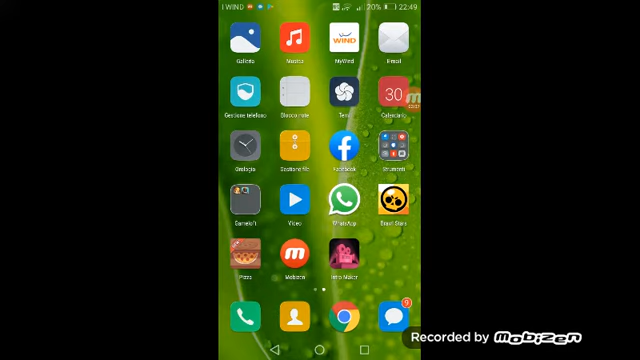 I WIND 20% 22:49
WIND
Galleria Musica MyWind Email
30
Gestione telefono Blocco note Temi Calendario
Orologio Gestione file Facebook Strumenti
Gameloft Video WhatsApp Brawl Stars
Pizza Mobizen Intro Maker
9
Recorded by Mobizen